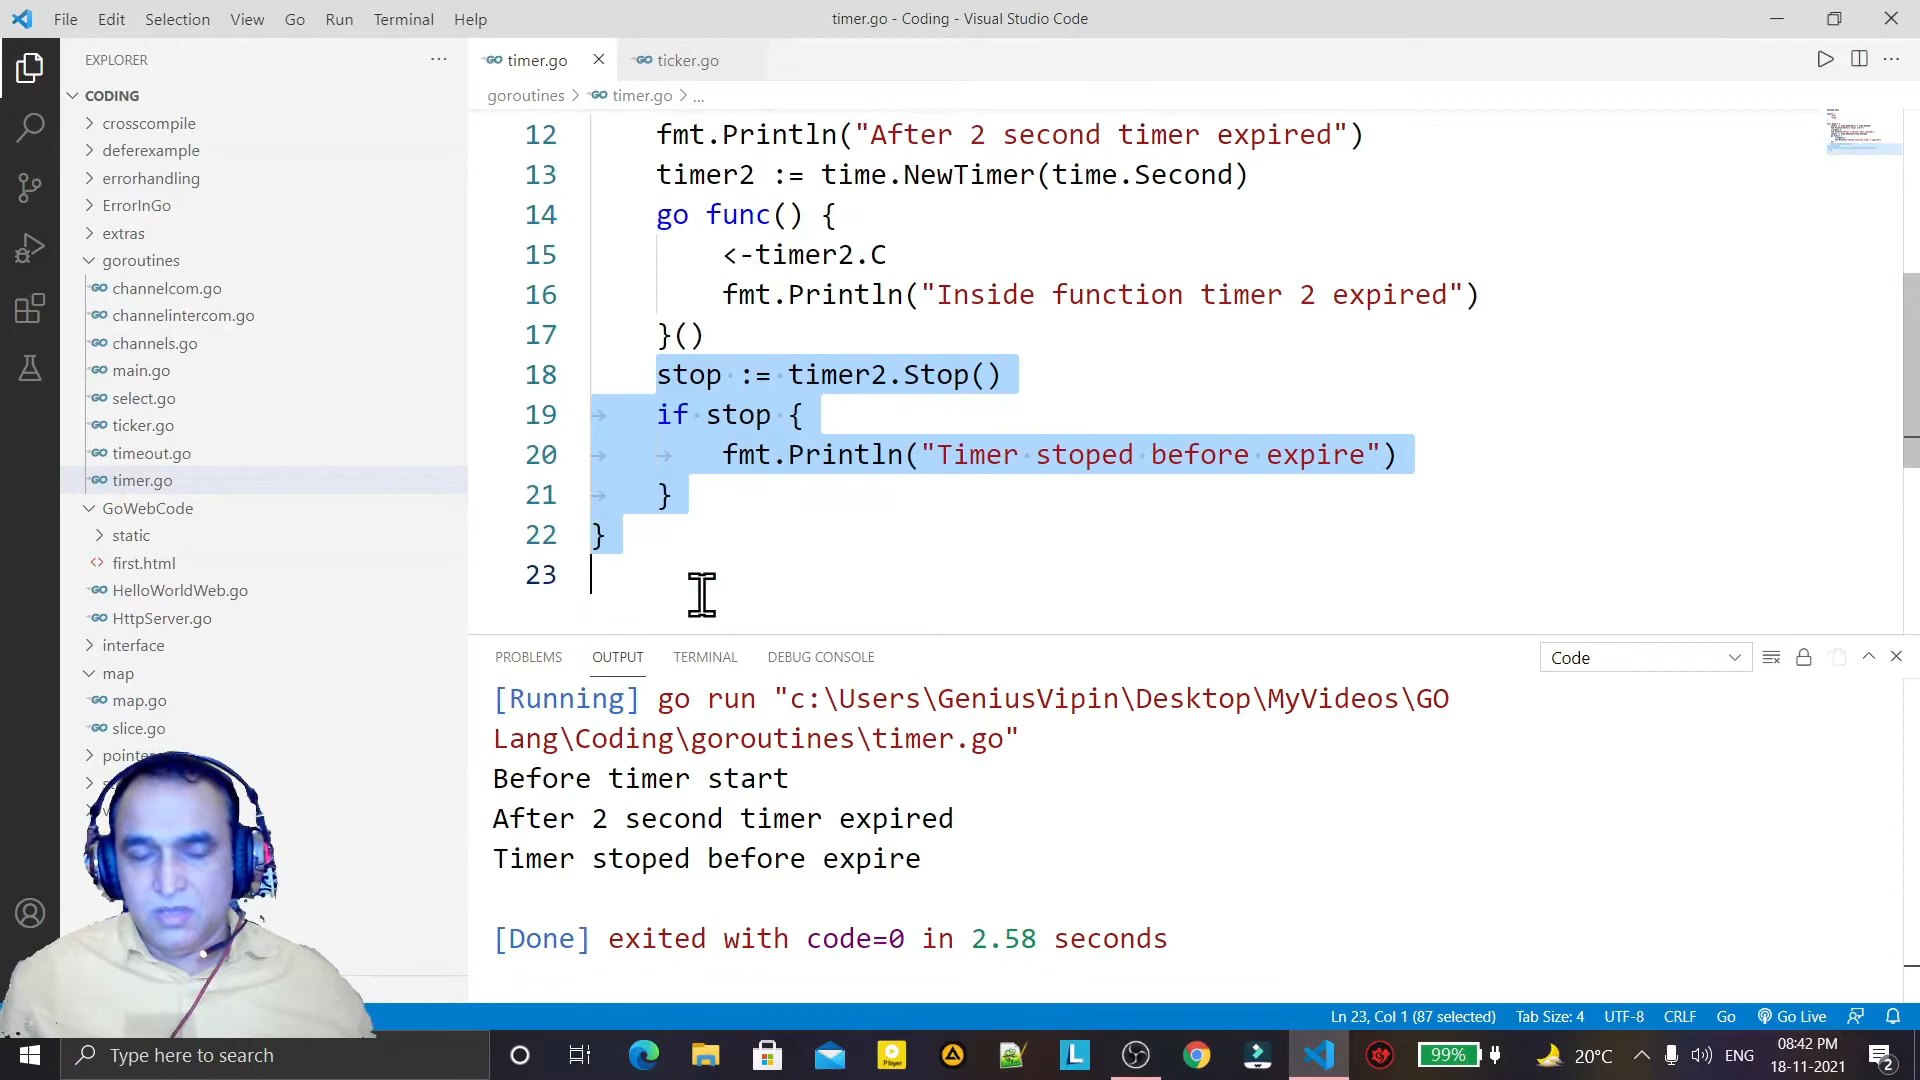 File Edit Selection View Go Run Terminal Help
timer.go - Coding - Visual Studio Code
EXPLORER
CODING
crosscompile
deferexample
errorhandling
ErrorInGo
extras
goroutines
channelcom.go
channelintercom.go
channels.go
main.go
select.go
ticker.go
timeout.go
timer.go
GoWebCode
static
first.html
HelloWorldWeb.go
HttpServer.go
interface
map
map.go
slice.go
timer.go ticker.go
goroutines > timer.go > ...
12 fmt.Println("After 2 second timer expired")
13 timer2 := time.NewTimer(time.Second)
14 go func() {
15 <-timer2.C
16 fmt.Println("Inside function timer 2 expired")
17 }()
18 stop := timer2.Stop()
19 if stop {
20 fmt.Println("Timer stoped before expire")
21 }
22 }
23
PROBLEMS OUTPUT TERMINAL DEBUG CONSOLE
Code
[Running] go run "c:\Users\GeniusVipin\Desktop\MyVideos\GO
Lang\Coding\goroutines\timer.go"
Before timer start
After 2 second timer expired
Timer stoped before expire
[Done] exited with code=0 in 2.58 seconds
Ln 23, Col 1 (87 selected) Tab Size: 4 UTF-8 CRLF Go Go Live
Type here to search
99% 20°C ENG
08:42 PM
18-11-2021
2